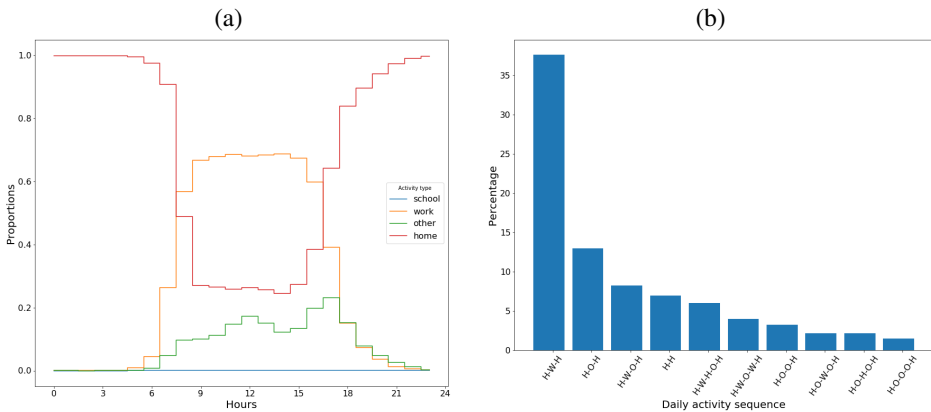 (a)
(b)
1.0
0.8
0.6
0.4
0.2
0.0
Proportions
Activity type
school
work
other
home
0
3
6
9
12
15
18
21
24
Hours
35
30
25
20
15
10
5
0
Percentage
H-W-H
H-O-H
H-W-O-H
H-H
H-W-H-O-H
H-W-O-W-H
H-O-O-H
H-O-W-O-H
H-O-H-O-H
H-O-O-O-H
Daily activity sequence